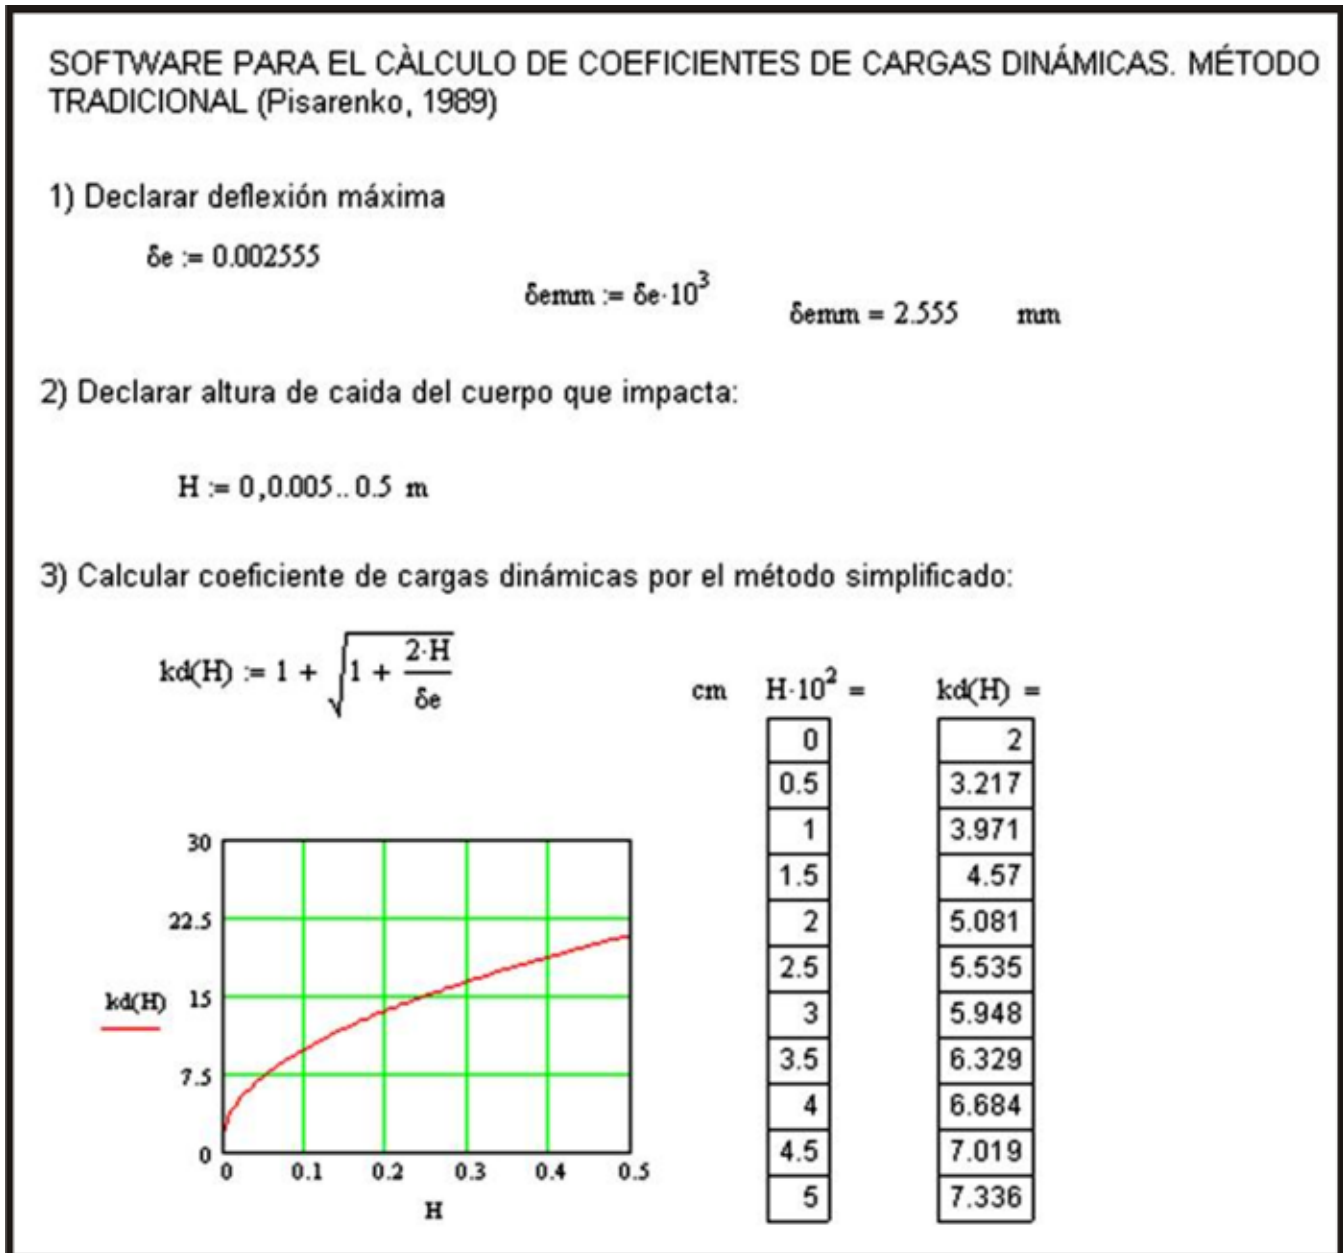 SOFTWARE PARA EL CÀLCULO DE COEFICIENTES DE CARGAS DINÁMICAS. MÉTODO
TRADICIONAL (Pisarenko, 1989)
1) Declarar deflexión máxima
δe := 0.002555
δemm := δe·10³
δemm = 2.555 mm
2) Declarar altura de caida del cuerpo que impacta:
H := 0,0.005.. 0.5 m
3) Calcular coeficiente de cargas dinámicas por el método simplificado:
kd(H) := 1 + √(1 + 2·H/δe)
cm H·10² = kd(H) =
0 2
0.5 3.217
1 3.971
1.5 4.57
2 5.081
2.5 5.535
3 5.948
3.5 6.329
4 6.684
4.5 7.019
5 7.336
30
22.5
15
7.5
0
kd(H)
0 0.1 0.2 0.3 0.4 0.5
H